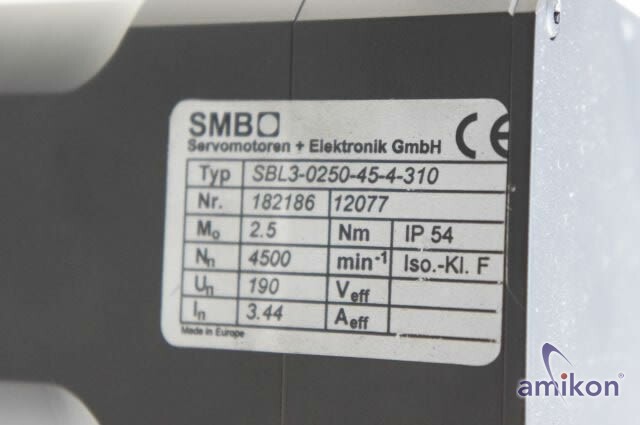 SMB
Servomotoren + Elektronik GmbH CE
Typ SBL3-0250-45-4-310
Nr. 182186 12077
Mo 2.5 Nm IP 54
Nn 4500 min-1 Iso.-Kl. F
Un 190 Veff
In 3.44 Aeff
Made in Europe
amikon®